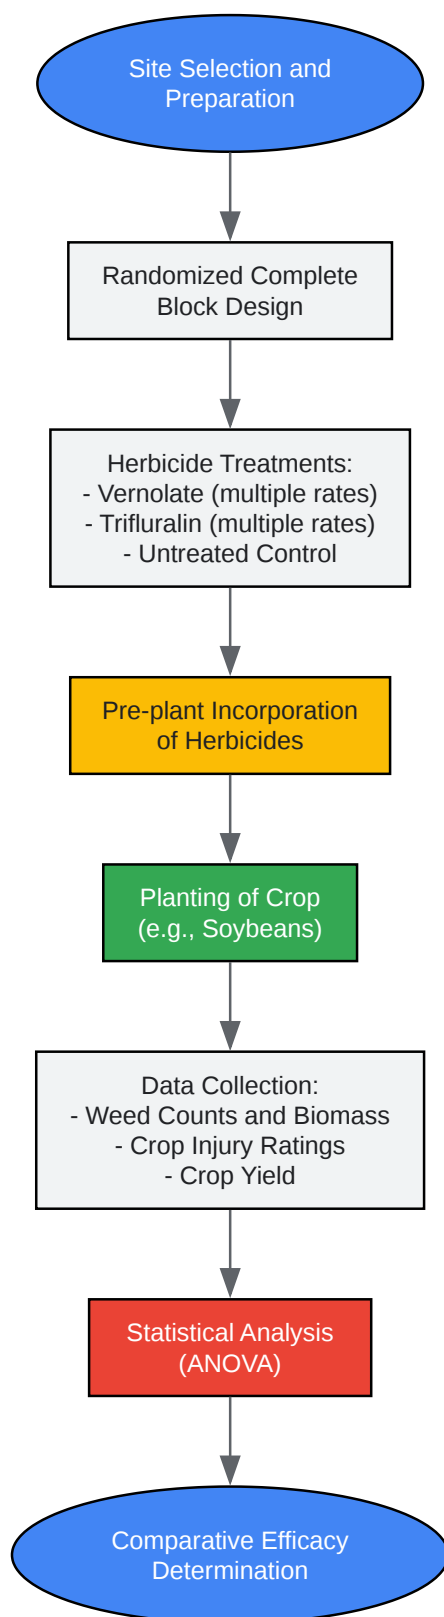 Site Selection and
Preparation
Randomized Complete
Block Design
Herbicide Treatments:
- Vernolate (multiple rates)
- Trifluralin (multiple rates)
- Untreated Control
Pre-plant Incorporation
of Herbicides
Planting of Crop
(e.g., Soybeans)
Data Collection:
- Weed Counts and Biomass
- Crop Injury Ratings
- Crop Yield
Statistical Analysis
(ANOVA)
Comparative Efficacy
Determination